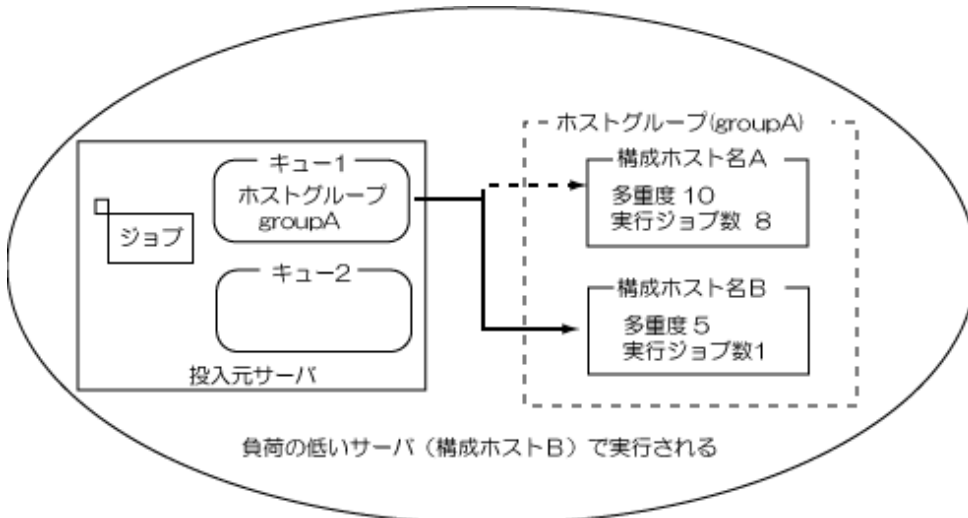 キュー1
ホストグループ
groupA
ジョブ
キュー2
投入元サーバ
ホストグループ(groupA)
構成ホスト名A
多重度 10
実行ジョブ数 8
構成ホスト名B
多重度 5
実行ジョブ数1
負荷の低いサーバ（構成ホストB）で実行される